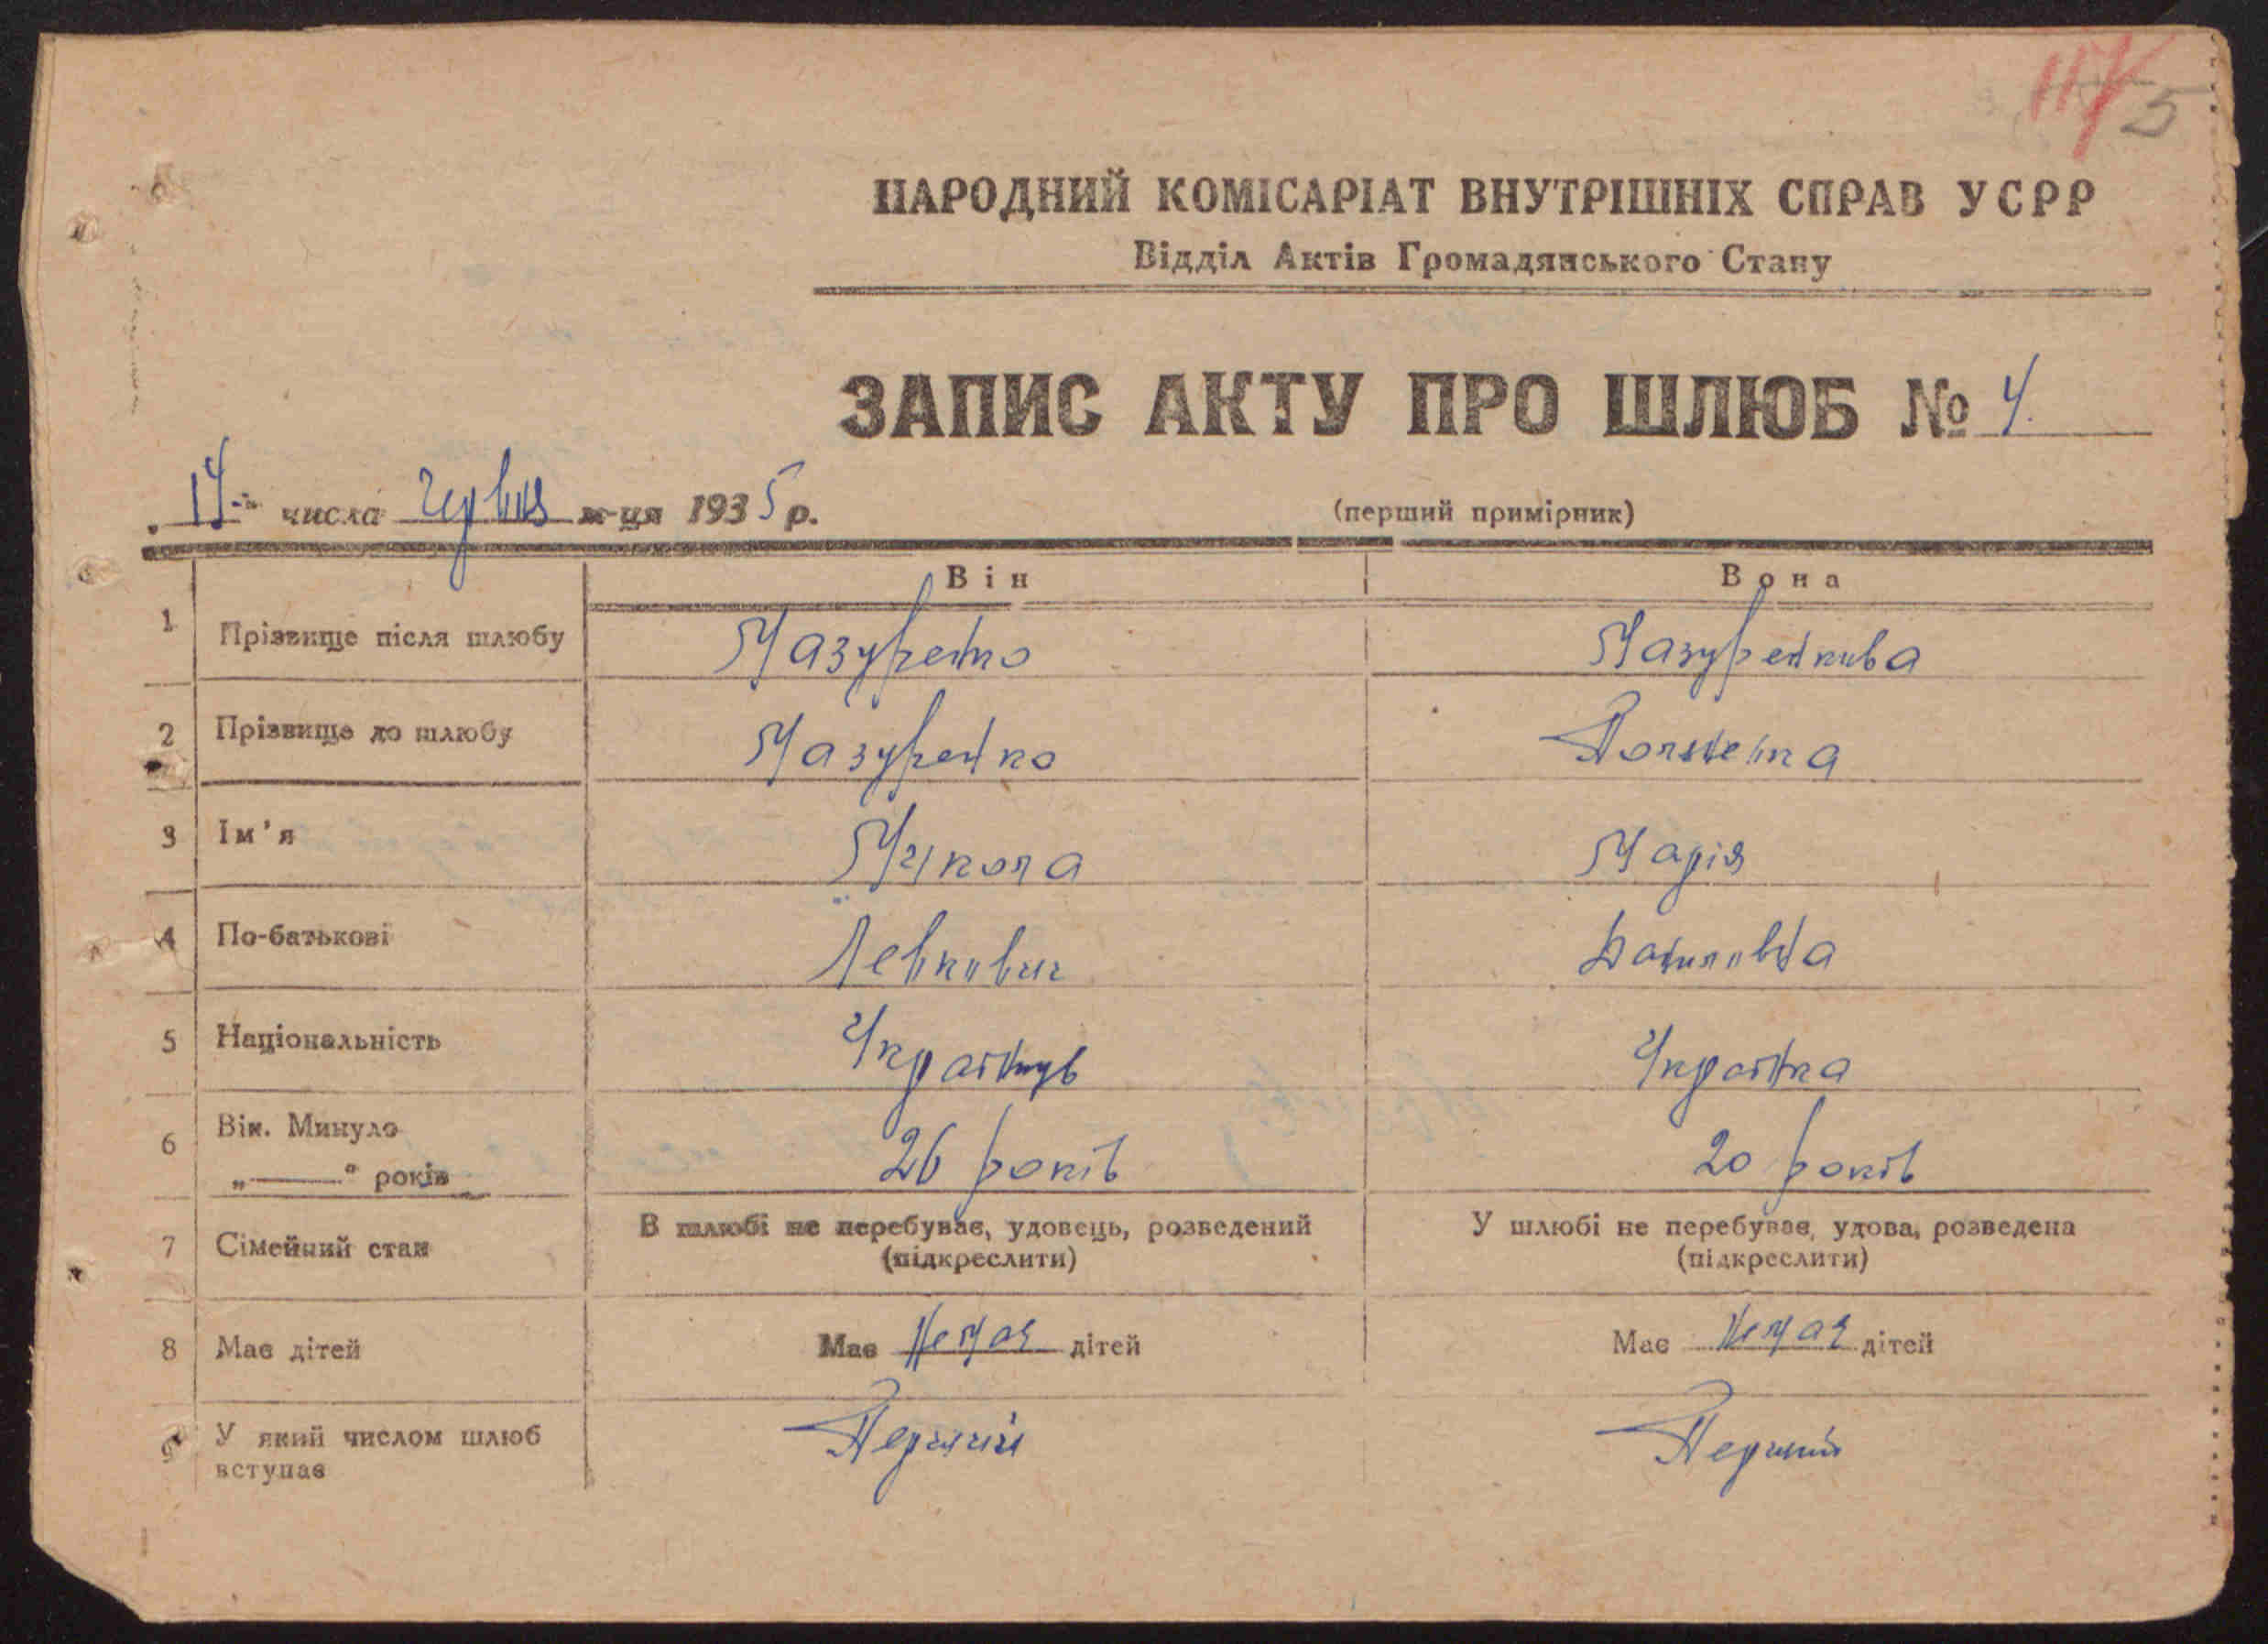 117 5
НАРОДНИЙ КОМІСАРІАТ ВНУТРІШНІХ СПРАВ УСРР
Відділ Актів Громадянського Стану
ЗАПИС АКТУ ПРО ШЛЮБ № 4.
14 числа червня м-ця 1935 р.
(перший примірник)
Він Вона
1 Прізвище після шлюбу Мазуренко Мазуренкова
2 Прізвище до шлюбу Мазуренко
3 Ім'я Микола Марія
4 По-батькові Левкович Даниловна
5 Національність Українець Українка
6 Вік. Минуло
„——" років 26 років 20 років
7 Сімейний стан В шлюбі не перебуває, удовець, розведений (підкреслити) У шлюбі не перебуває, удова, розведена (підкреслити)
8 Має дітей Має Немає дітей Має Немає дітей
9 У який числом шлюб вступає Перший Перший